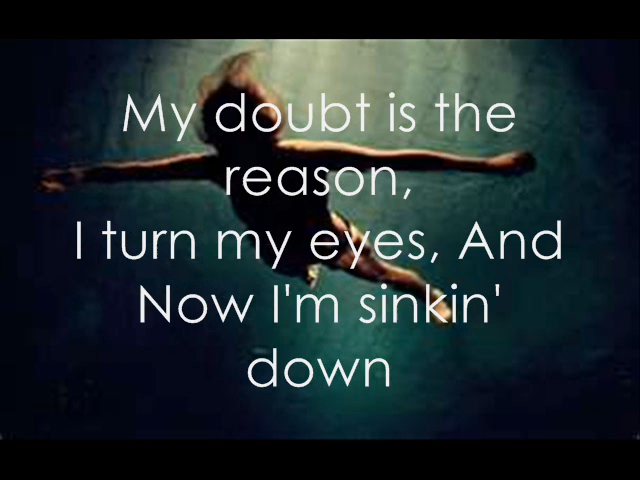 My doubt is the
reason,
I turn my eyes, And
Now I'm sinkin'
down